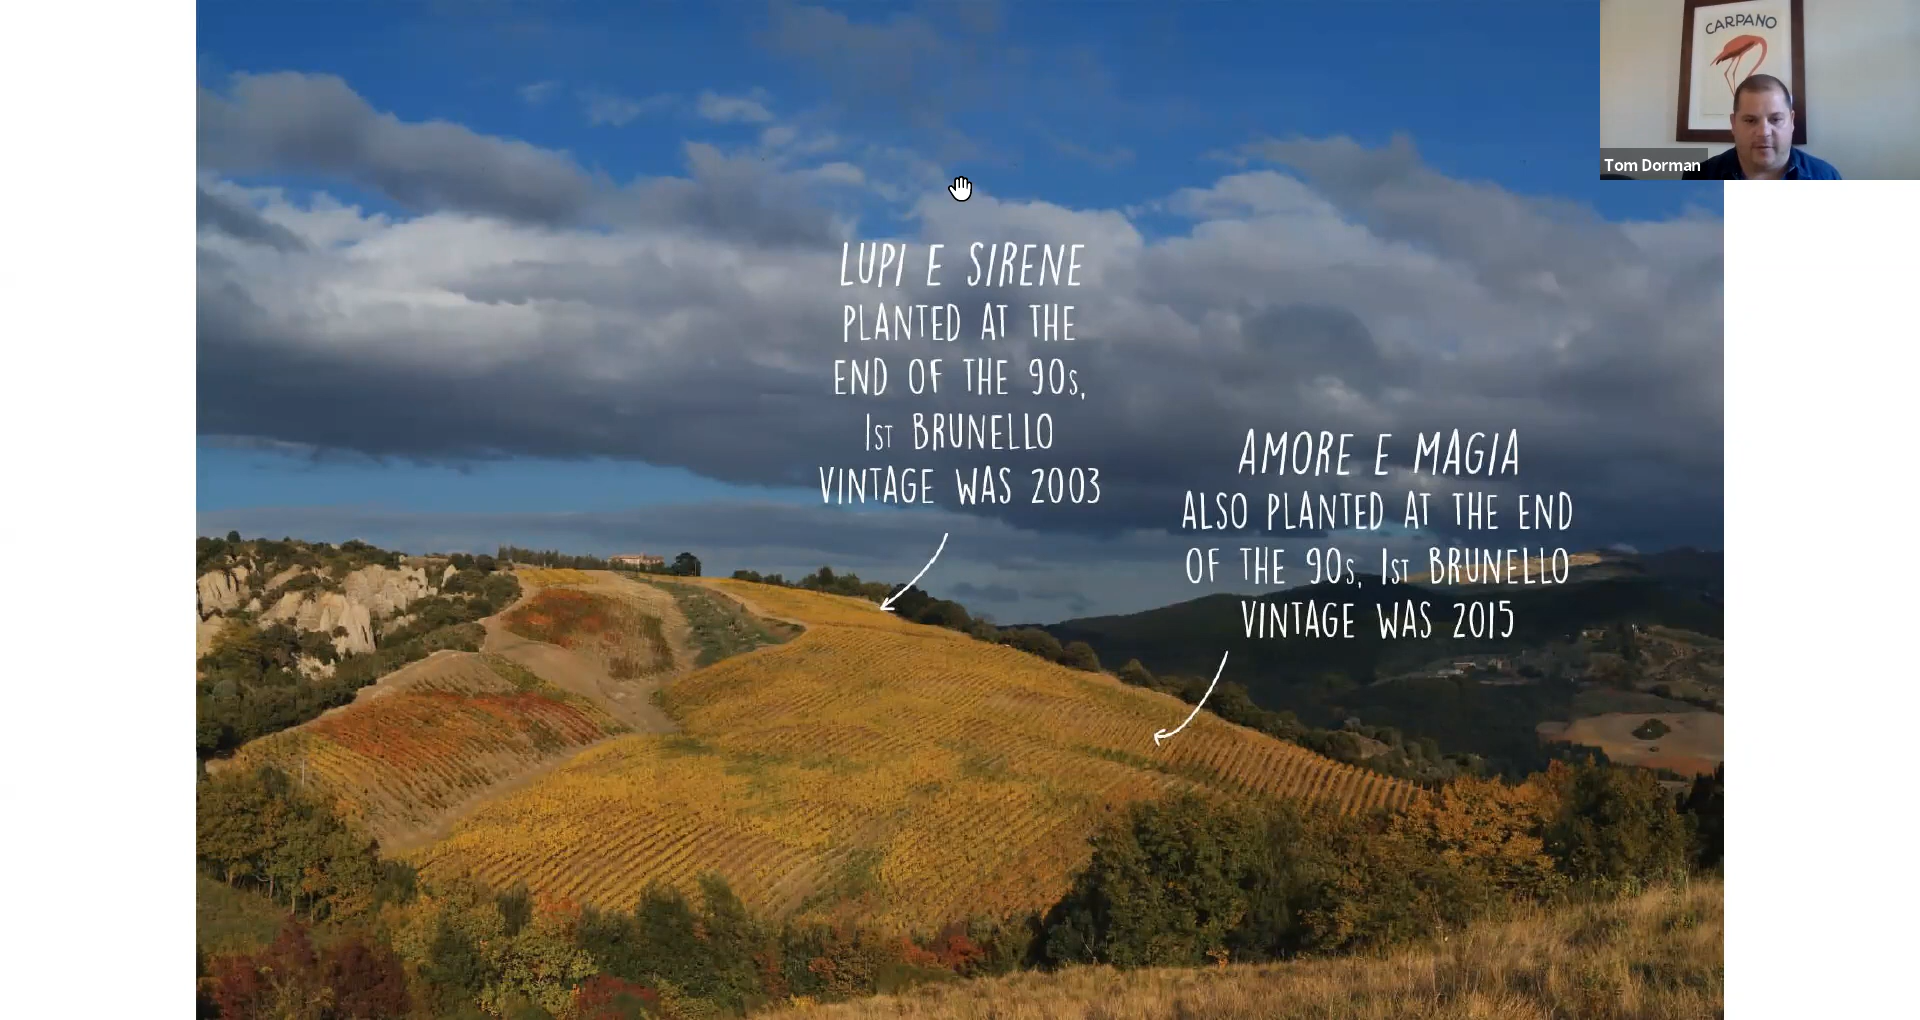 CARPANO
Tom Dorman
LUPI E SIRENE
PLANTED AT THE
END OF THE 90s,
1ST BRUNELLO
VINTAGE WAS 2003
AMORE E MAGIA
ALSO PLANTED AT THE END
OF THE 90s, 1ST BRUNELLO
VINTAGE WAS 2015